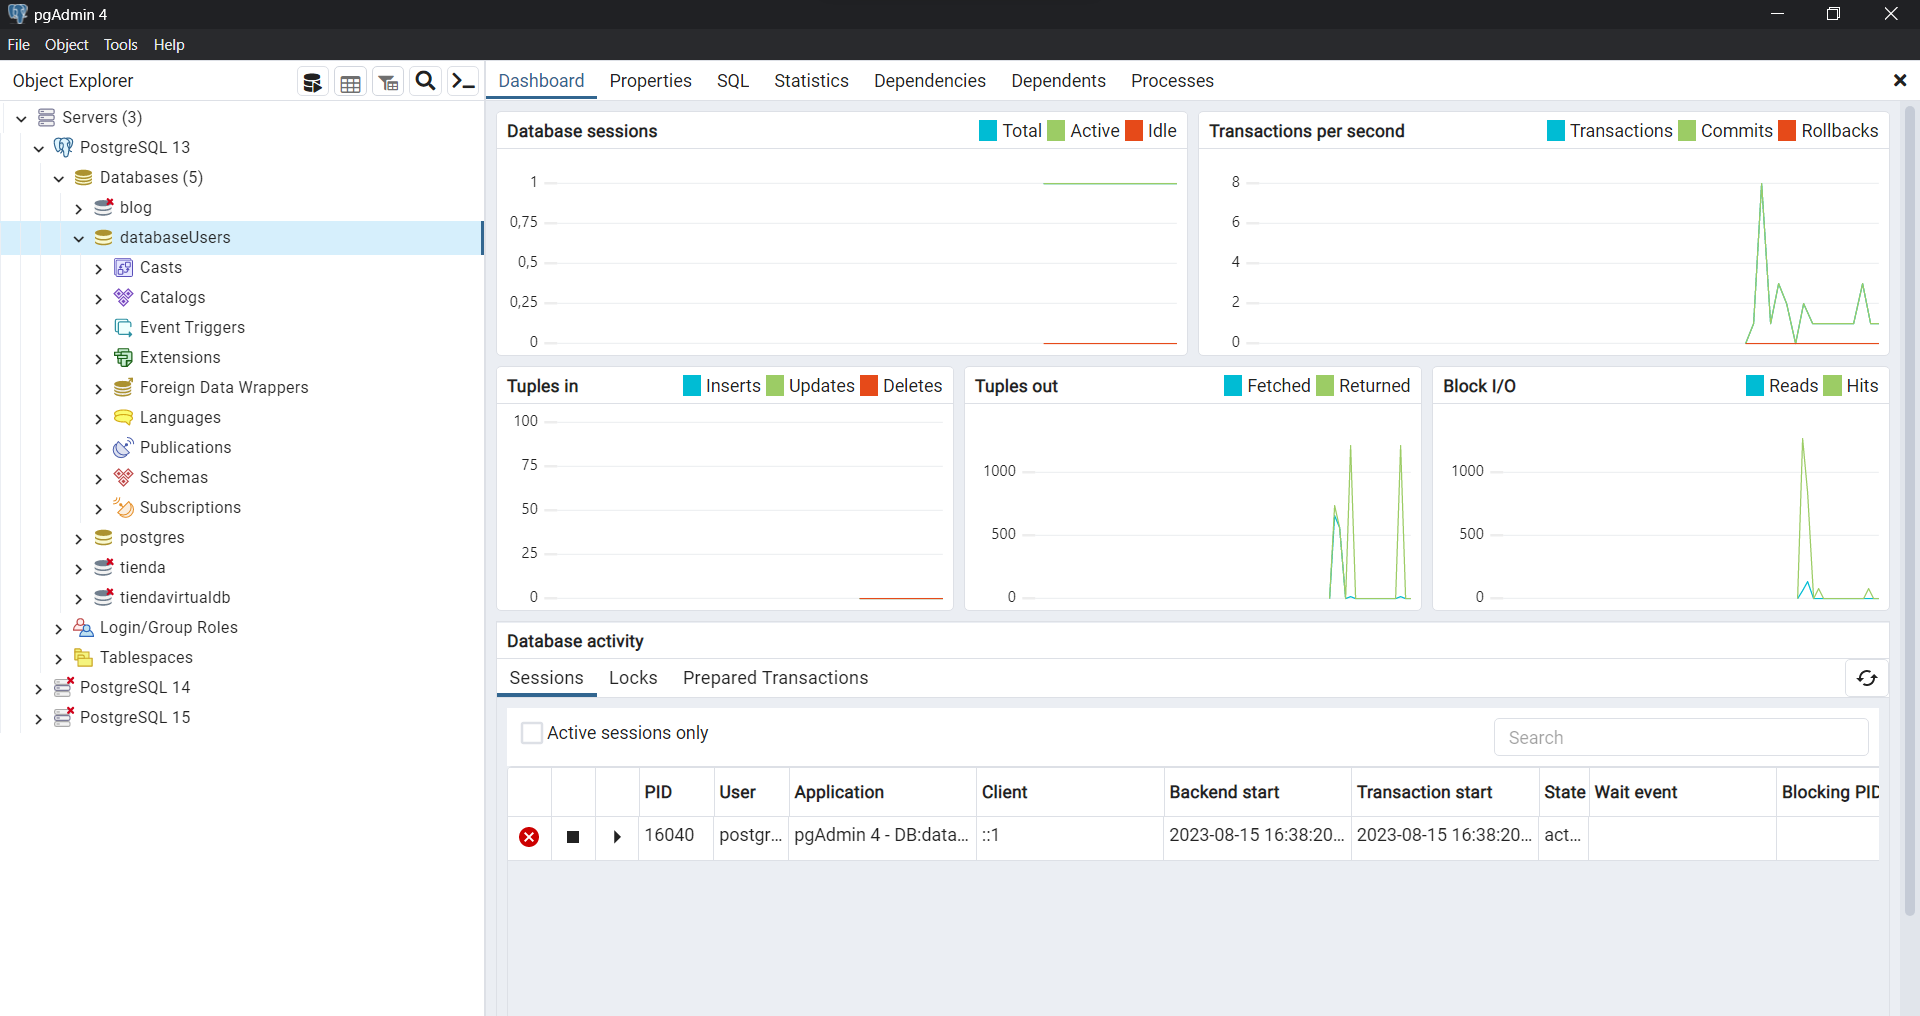 pgAdmin 4
File Object Tools Help
Object Explorer
Servers (3)
PostgreSQL 13
Databases (5)
blog
databaseUsers
Casts
Catalogs
Event Triggers
Extensions
Foreign Data Wrappers
Languages
Publications
Schemas
Subscriptions
postgres
tienda
tiendavirtualdb
Login/Group Roles
Tablespaces
PostgreSQL 14
PostgreSQL 15
Dashboard Properties SQL Statistics Dependencies Dependents Processes
Database sessions Total Active Idle
1
0,75
0,5
0,25
0
Transactions per second Transactions Commits Rollbacks
8
6
4
2
0
Tuples in Inserts Updates Deletes
100
75
50
25
0
Tuples out Fetched Returned
1000
500
0
Block I/O Reads Hits
1000
500
0
Database activity
Sessions Locks Prepared Transactions
Active sessions only Search
PID User Application Client Backend start Transaction start State Wait event Blocking PID
16040 postgr... pgAdmin 4 - DB:data... ::1 2023-08-15 16:38:20... 2023-08-15 16:38:20... act...